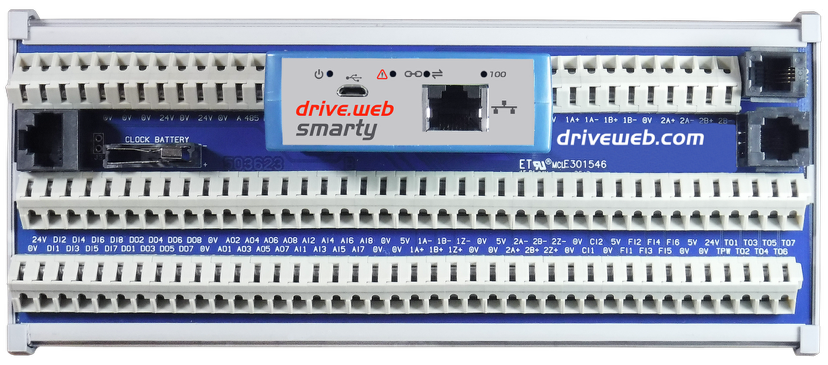 100
drive.web
smarty
0V 0V 0V 24V 0V 24V 0V A 485
1A+ 1A- 1B+ 1B- 0V 2A+ 2A- 2B+ 2B-
CLOCK BATTERY
driveweb.com
003623
E301546
24V DI2 DI4 DI6 DI8 DO2 DO4 DO6 DO8 0V AO2 AO4 AO6 AO8 AI2 AI4 AI6 AI8 0V 5V 1A- 1B- 1Z- 0V 5V 2A- 2B- 2Z- 0V CI2 5V FI2 FI4 FI6 5V 24V TO1 TO3 TO5 TO7
0V DI1 DI3 DI5 DI7 DO1 DO3 DO5 DO7 0V AO1 AO3 AO5 AO7 AI1 AI3 AI5 AI7 0V 0V 1A+ 1B+ 1Z+ 0V 0V 2A+ 2B+ 2Z+ 0V CI1 0V FI1 FI3 FI5 0V 0V TPW TO2 TO4 TO6